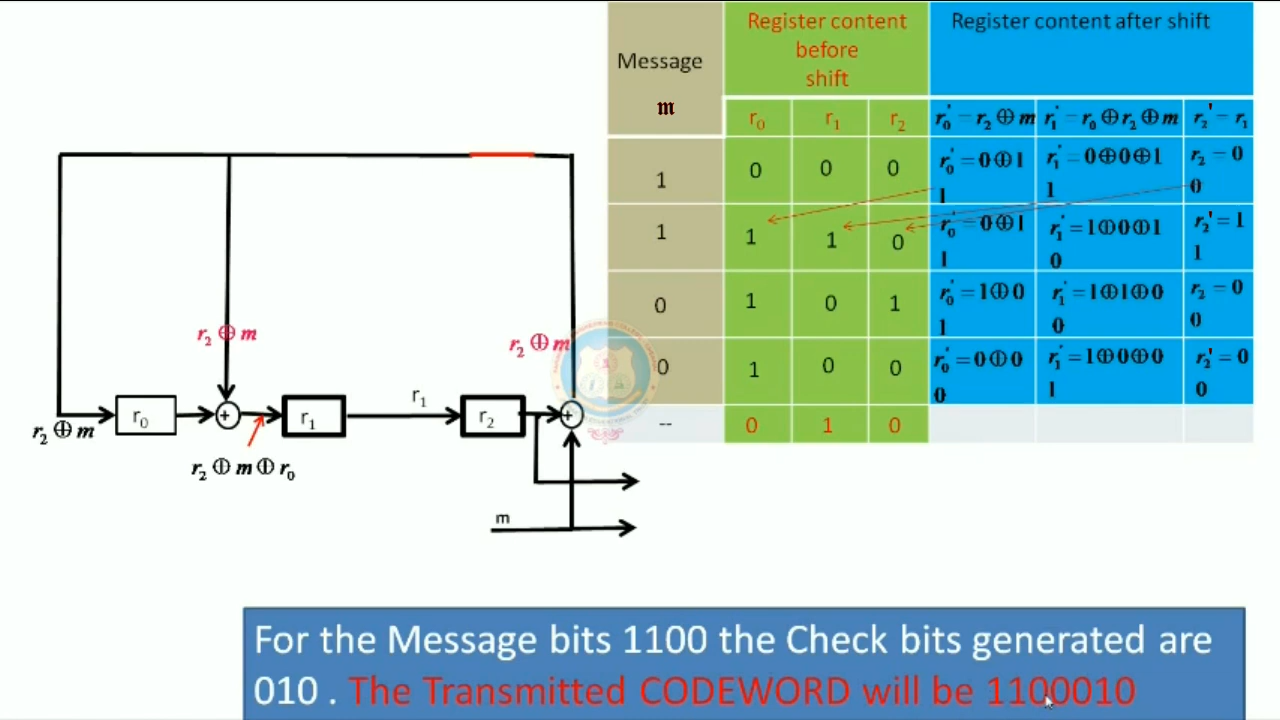 Message
m
Register content
before
shift
Register content after shift
r₀ r₁ r₂ r₀' = r₂ ⊕ m r₁' = r₀ ⊕ r₂ ⊕ m r₂' = r₁
1 0 0 0 r₀' = 0⊕1 r₁' = 0⊕0⊕1 r₂ = 0
1 1 0
1 1 1 0 r₀' = 0⊕1 r₁' = 1⊕0⊕1 r₂' = 1
1 0 1
0 1 0 1 r₀' = 1⊕0 r₁' = 1⊕1⊕0 r₂ = 0
1 0 0
0 1 0 0 r₀' = 0⊕0 r₁' = 1⊕0⊕0 r₂' = 0
0 1 0
-- 0 1 0
r₂ ⊕ m r₂ ⊕ m
r₀ + r₁ r₁ r₂ +
r₂ ⊕ m
r₂ ⊕ m ⊕ r₀
m
For the Message bits 1100 the Check bits generated are
010 . The Transmitted CODEWORD will be 1100010